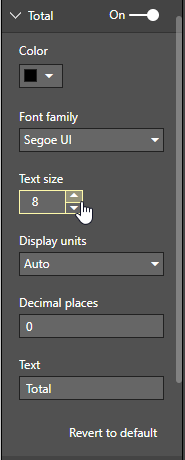 Total On
Color
Font family
Segoe UI
Text size
8
Display units
Auto
Decimal places
0
Text
Total
Revert to default